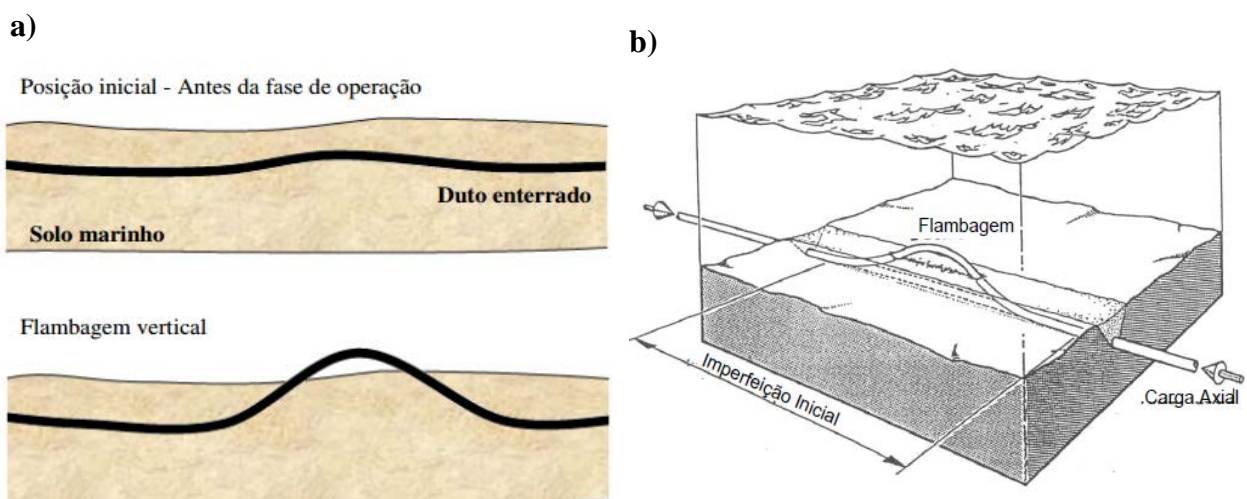 a)
Posição inicial - Antes da fase de operação
Duto enterrado
Solo marinho
Flambagem vertical
b)
Flambagem
Imperfeição Inicial
Carga Axial